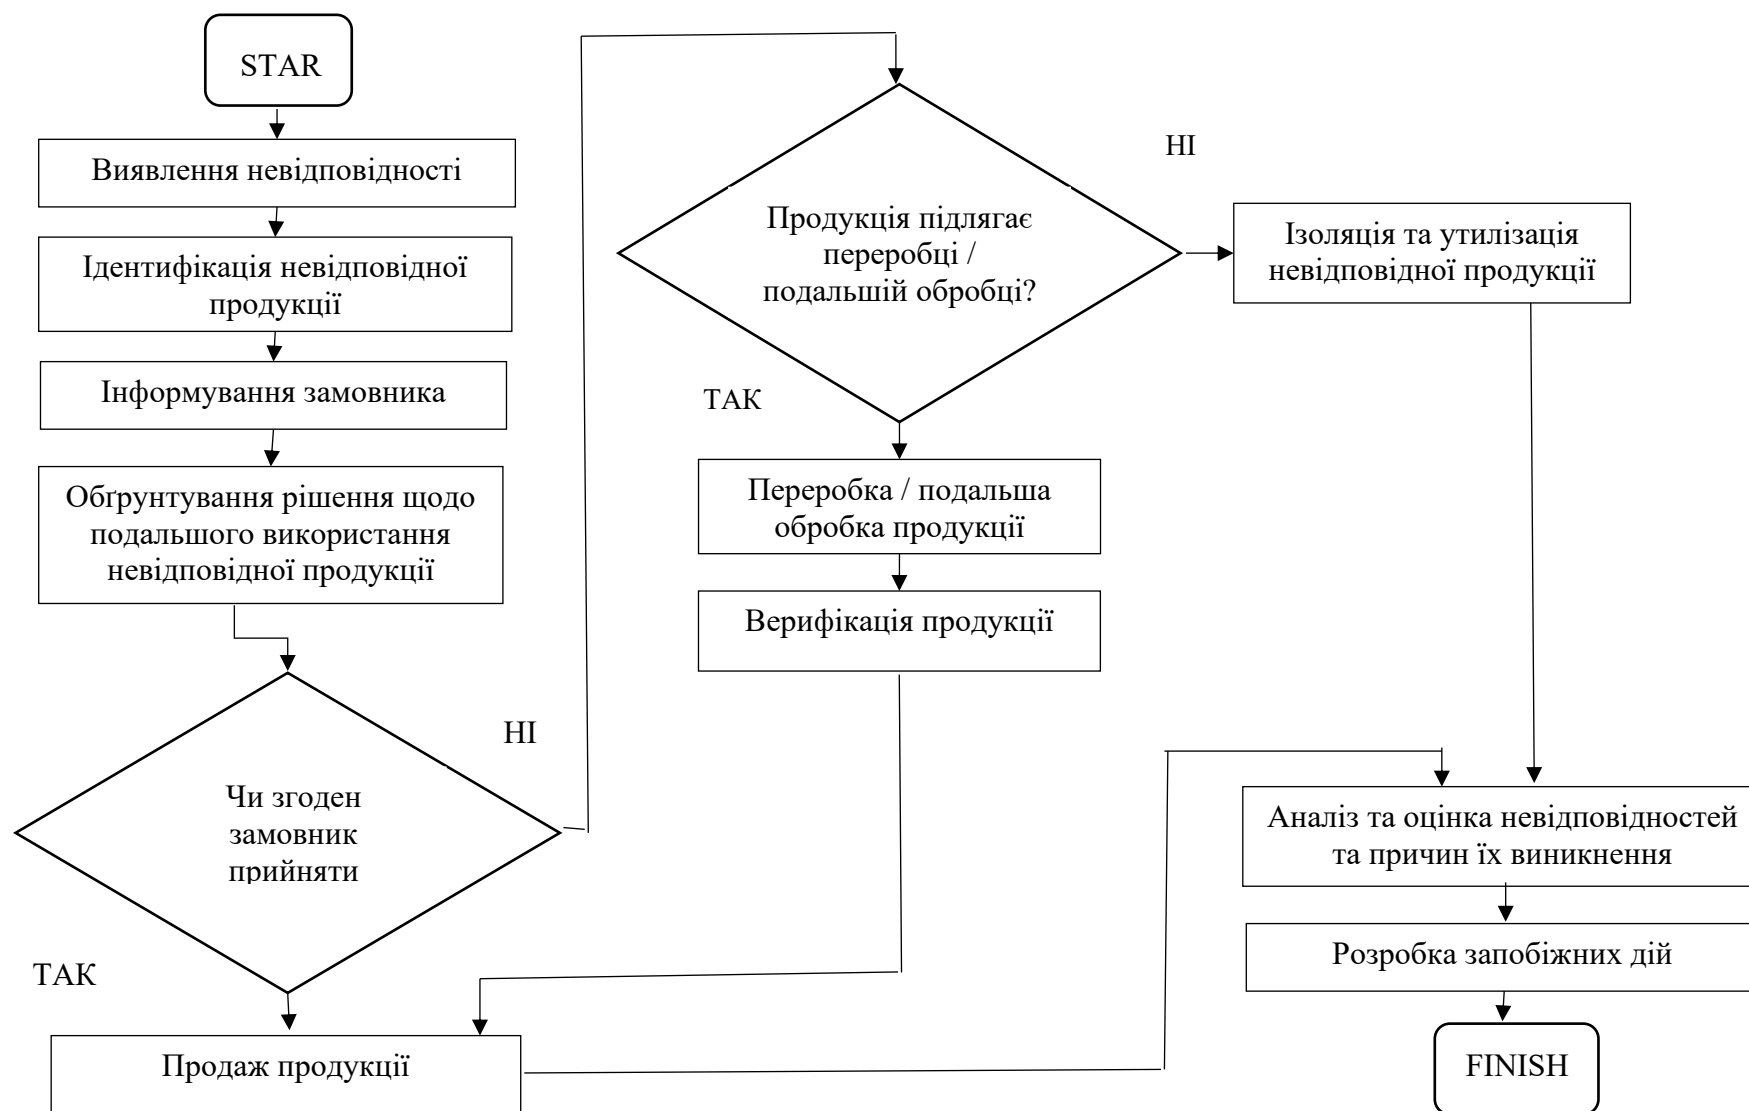 STAR
Виявлення невідповідності
Ідентифікація невідповідної
продукції
Інформування замовника
Обґрунтування рішення щодо
подальшого використання
невідповідної продукції
Чи згоден
замовник
прийняти
НІ
ТАК
Продаж продукції
Продукція підлягає
переробці /
подальшій обробці?
НІ
ТАК
Ізоляція та утилізація
невідповідної продукції
Переробка / подальша
обробка продукції
Верифікація продукції
Аналіз та оцінка невідповідностей
та причин їх виникнення
Розробка запобіжних дій
FINISH